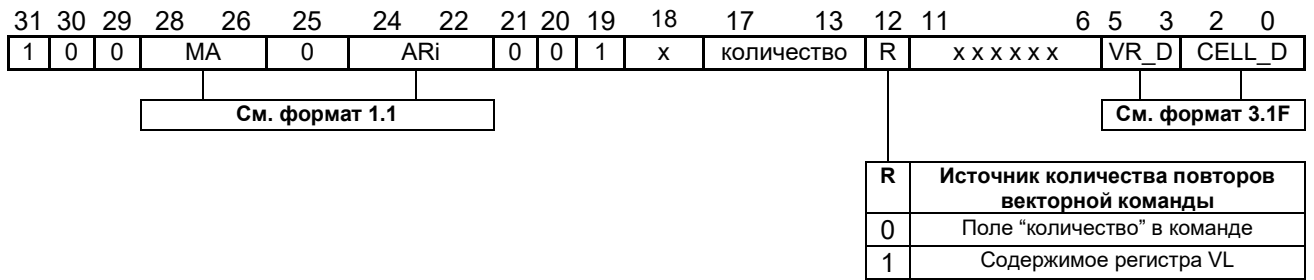 31 30 29 28 26 25 24 22 21 20 19 18 17 13 12 11 6 5 3 2 0
1 0 0 MA 0 ARi 0 0 1 x количество R x x x x x x VR_D CELL_D
См. формат 1.1 См. формат 3.1F
R Источник количества повторов
векторной команды
0 Поле “количество” в команде
1 Содержимое регистра VL